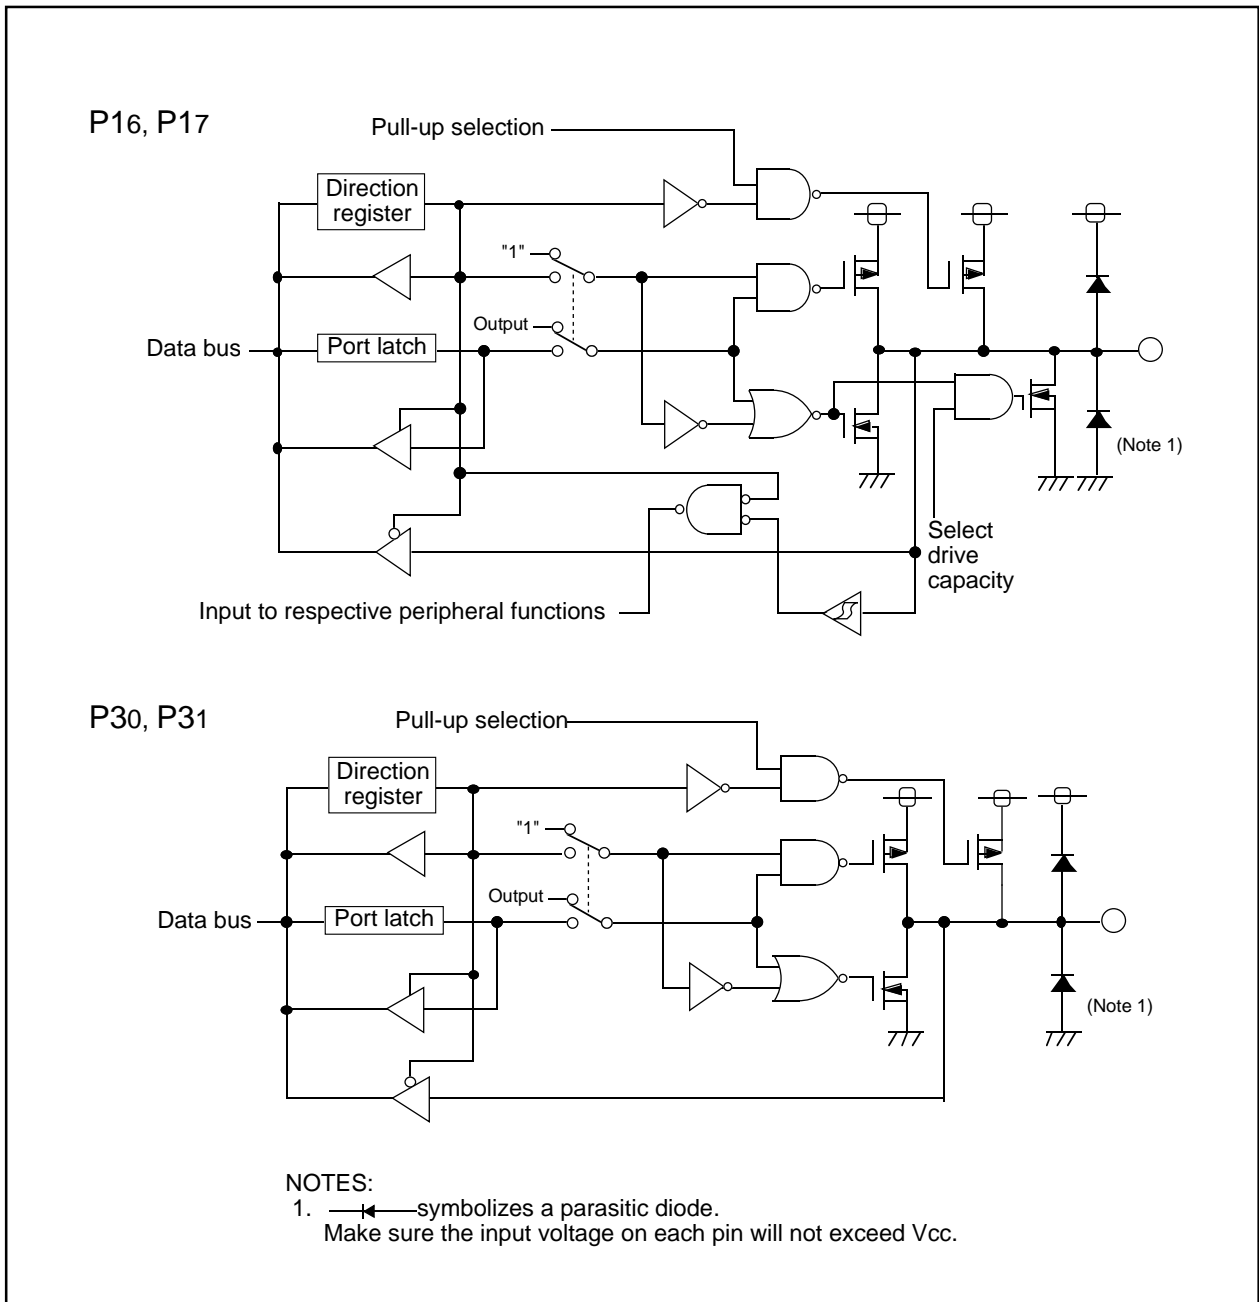 P16, P17
Pull-up selection
Direction
register
"1"
Output
Data bus
Port latch
(Note 1)
Select
drive
capacity
Input to respective peripheral functions
P30, P31
Pull-up selection
Direction
register
"1"
Output
Data bus
Port latch
(Note 1)
NOTES:
1. symbolizes a parasitic diode.
Make sure the input voltage on each pin will not exceed Vcc.